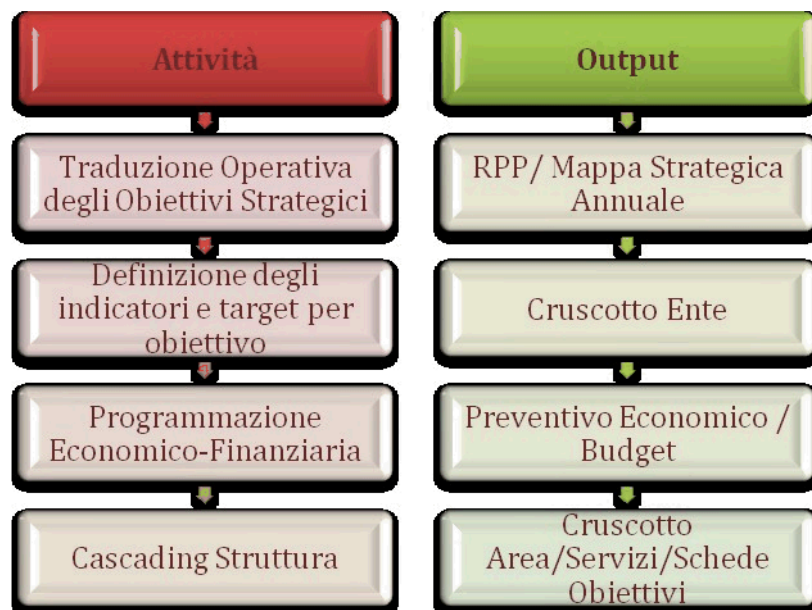 Attività
Traduzione Operativa
degli Obiettivi Strategici
Definizione degli
indicatori e target per
obiettivo
Programmazione
Economico-Finanziaria
Cascading Struttura
Output
RPP/ Mappa Strategica
Annuale
Cruscotto Ente
Preventivo Economico /
Budget
Cruscotto
Area/Servizi/Schede
Obiettivi